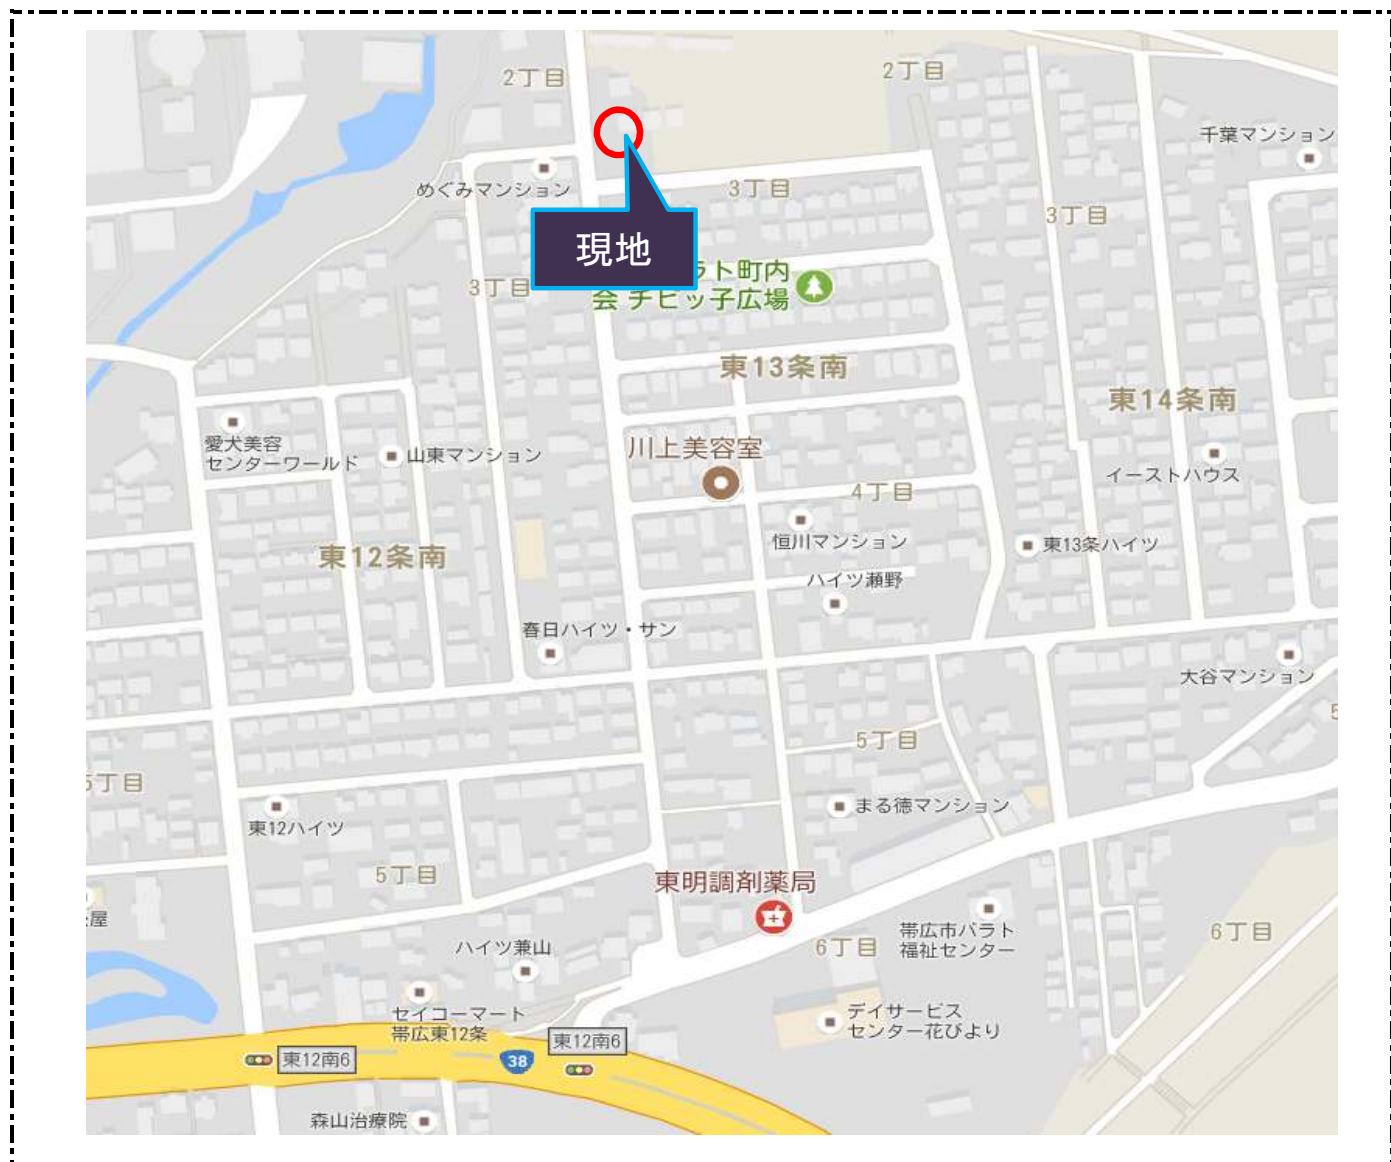 2丁目
2丁目
千葉マンション
めぐみマンション
3丁目
3丁目
現地
ラト町内
会 チビッ子広場
3丁目
東13条南
東14条南
川上美容室
愛犬美容
センターワールド
山東マンション
イーストハウス
4丁目
恒川マンション
東13条ハイツ
東12条南
ハイツ瀬野
春日ハイツ・サン
大谷マンション
5
5丁目
5丁目
まる徳マンション
東12ハイツ
5丁目
東明調剤薬局
屋
帯広市バラト
福祉センター
6丁目
6丁目
ハイツ兼山
セイコーマート
帯広東12条
デイサービス
センター花びより
東12南6
東12南6
38
森山治療院